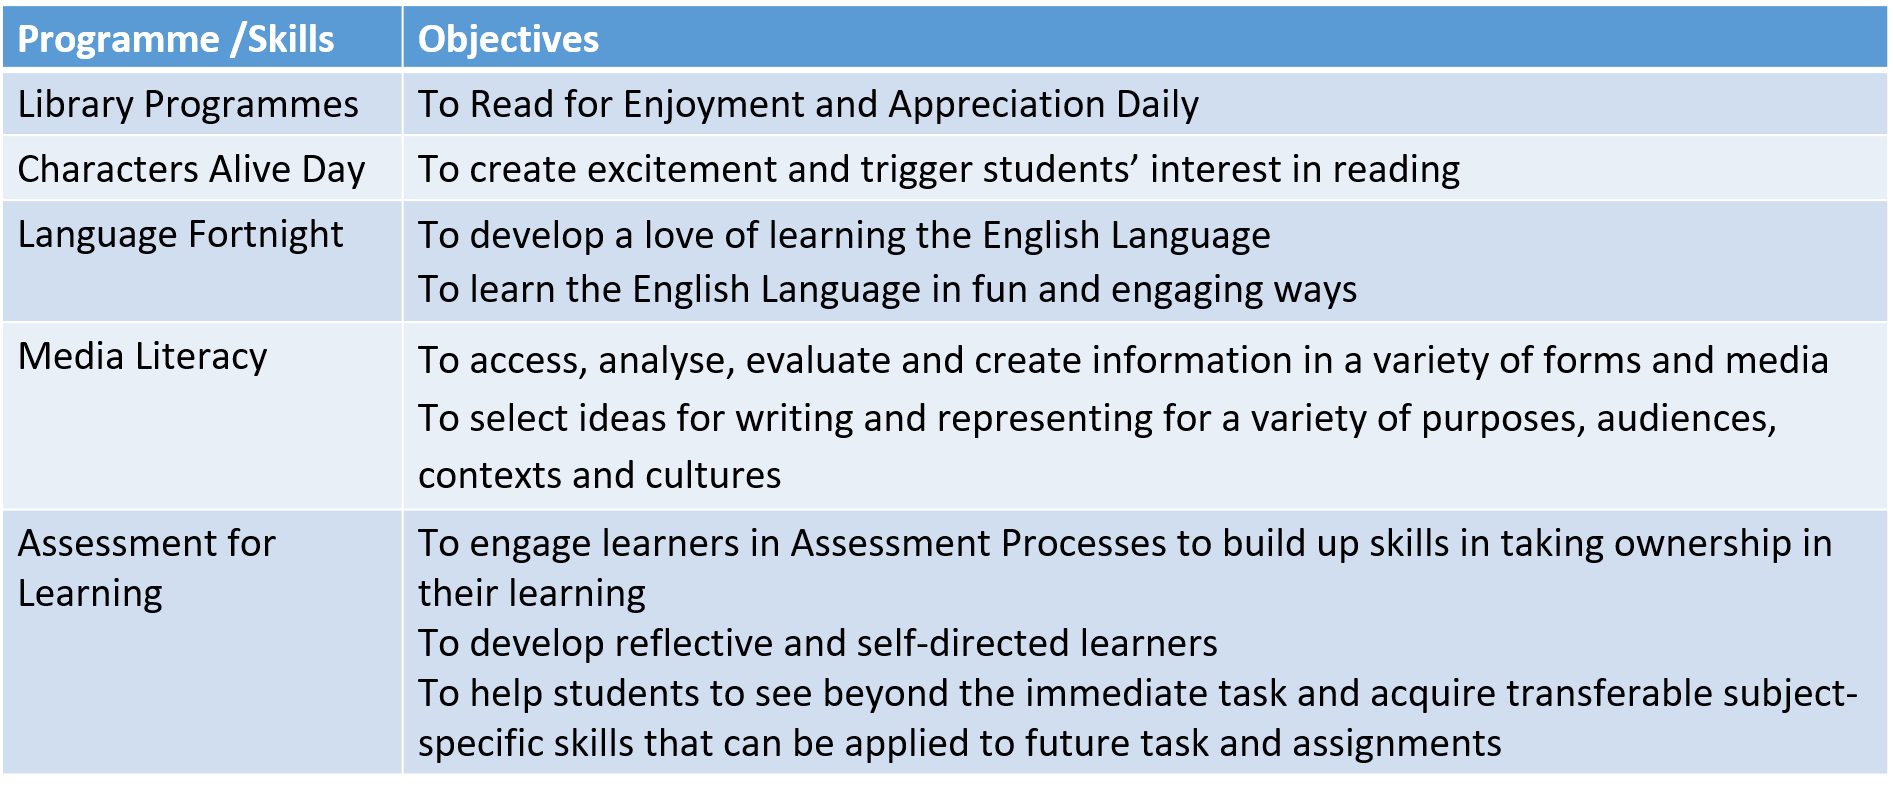 Programme /Skills
Objectives
Library Programmes
To Read for Enjoyment and Appreciation Daily
Characters Alive Day
To create excitement and trigger students’ interest in reading
Language Fortnight
To develop a love of learning the English Language
To learn the English Language in fun and engaging ways
Media Literacy
To access, analyse, evaluate and create information in a variety of forms and media
To select ideas for writing and representing for a variety of purposes, audiences,
contexts and cultures
Assessment for
Learning
To engage learners in Assessment Processes to build up skills in taking ownership in
their learning
To develop reflective and self-directed learners
To help students to see beyond the immediate task and acquire transferable subject-
specific skills that can be applied to future task and assignments